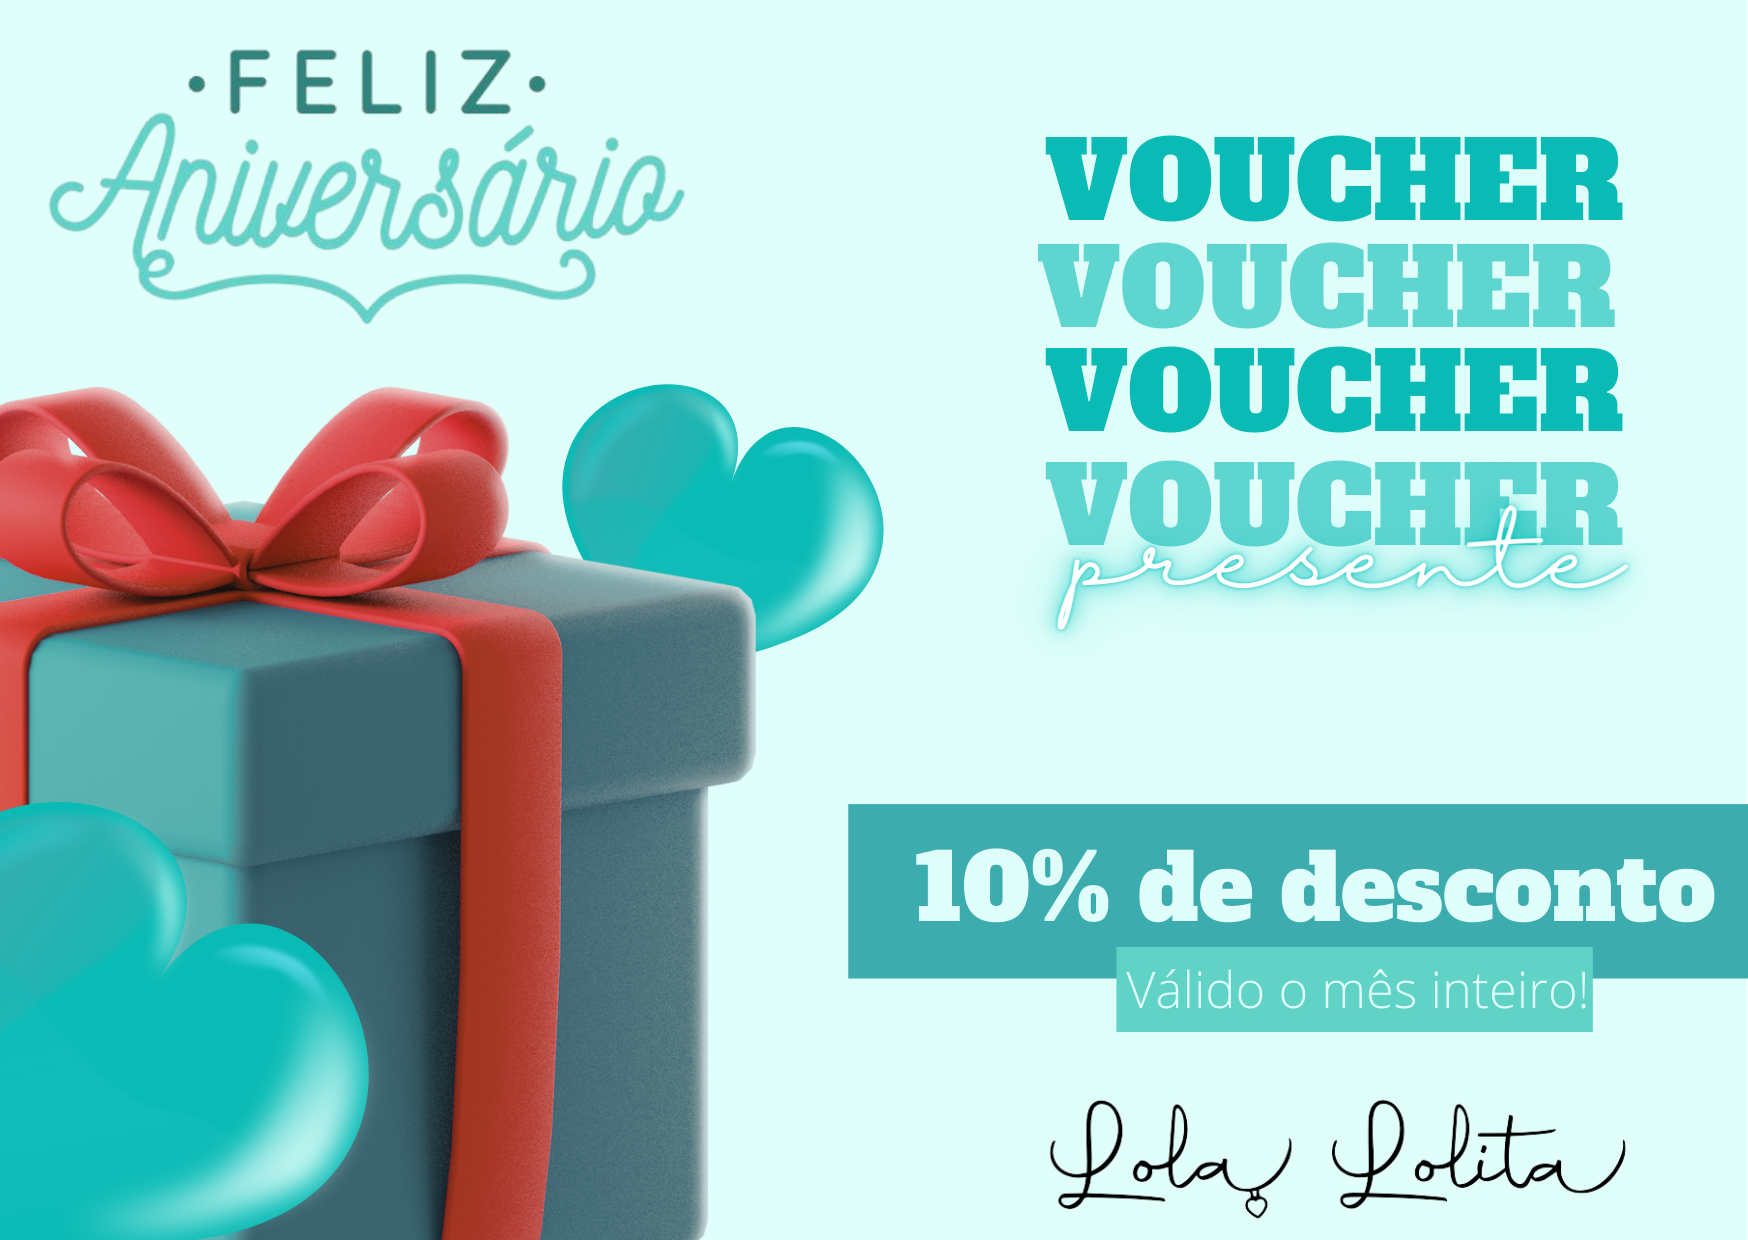 ·FELIZ·
Aniversário
VOUCHER
VOUCHER
VOUCHER
VOUCHER
presente
10% de desconto
Válido o mês inteiro!
Lola Lolita